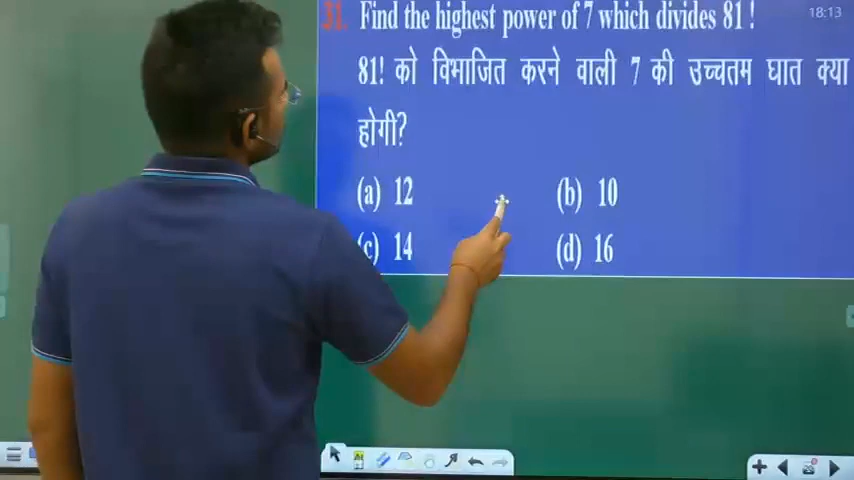 18:13
31. Find the highest power of 7 which divides 81!
81! को विभाजित करने वाली 7 की उच्चतम घात क्या
होगी?
(a) 12 (b) 10
(c) 14 (d) 16